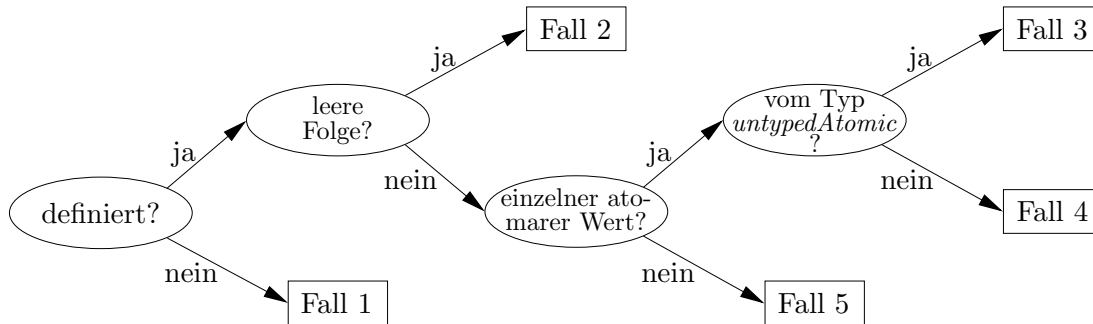 Fall 2
Fall 3
ja
ja
leere
Folge?
vom Typ
untypedAtomic
?
ja
nein
ja
nein
definiert?
einzelner ato-
marer Wert?
Fall 4
nein
nein
Fall 1
Fall 5